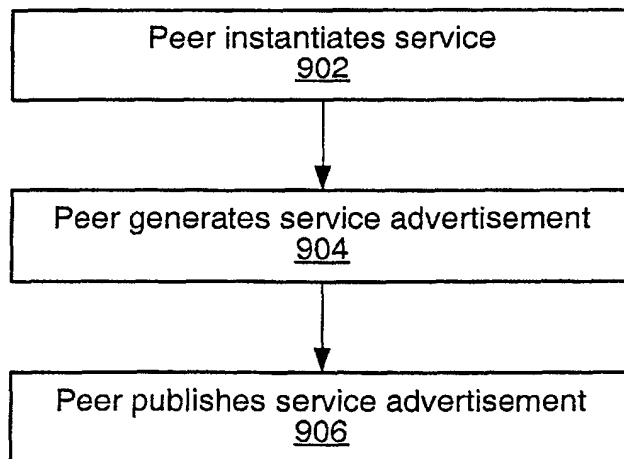 Peer instantiates service
902
Peer generates service advertisement
904
Peer publishes service advertisement
906